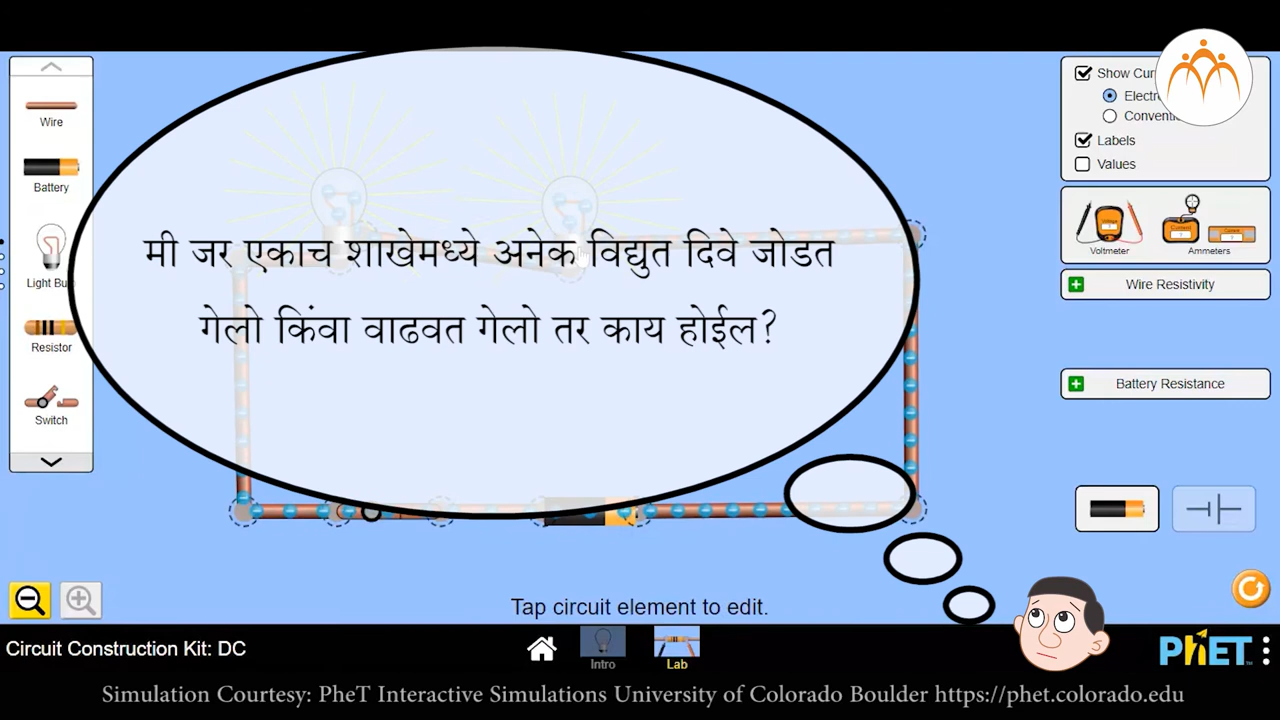 Wire
Battery
Light Bu
Resistor
Switch
मी जर एकाच शाखेमध्ये अनेक विद्युत दिवे जोडत
गेलो किंवा वाढवत गेलो तर काय होईल?
Show Cur
Electr
Conventi
Labels
Values
Voltmeter
Ammeters
Wire Resistivity
Battery Resistance
Tap circuit element to edit.
Circuit Construction Kit: DC
Intro
Lab
PhET
Simulation Courtesy: PheT Interactive Simulations University of Colorado Boulder https://phet.colorado.edu